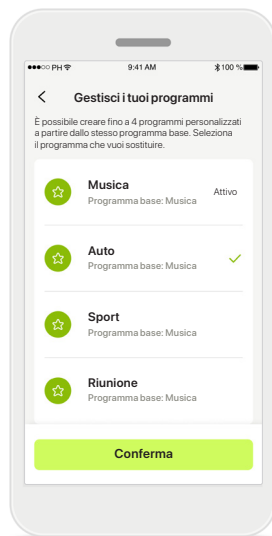 ●●●○○ PH 9:41 AM 100 %
Gestisci i tuoi programmi
È possibile creare fino a 4 programmi personalizzati
a partire dallo stesso programma base. Seleziona
il programma che vuoi sostituire.
Musica
Attivo
Programma base: Musica
Auto
Programma base: Musica
Sport
Programma base: Musica
Riunione
Programma base: Musica
Conferma